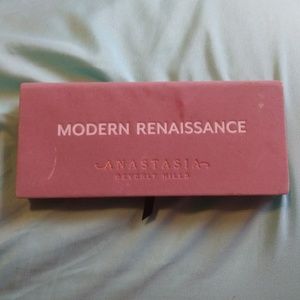 MODERN RENAISSANCE
ANASTASIA
BEVERLY HILLS